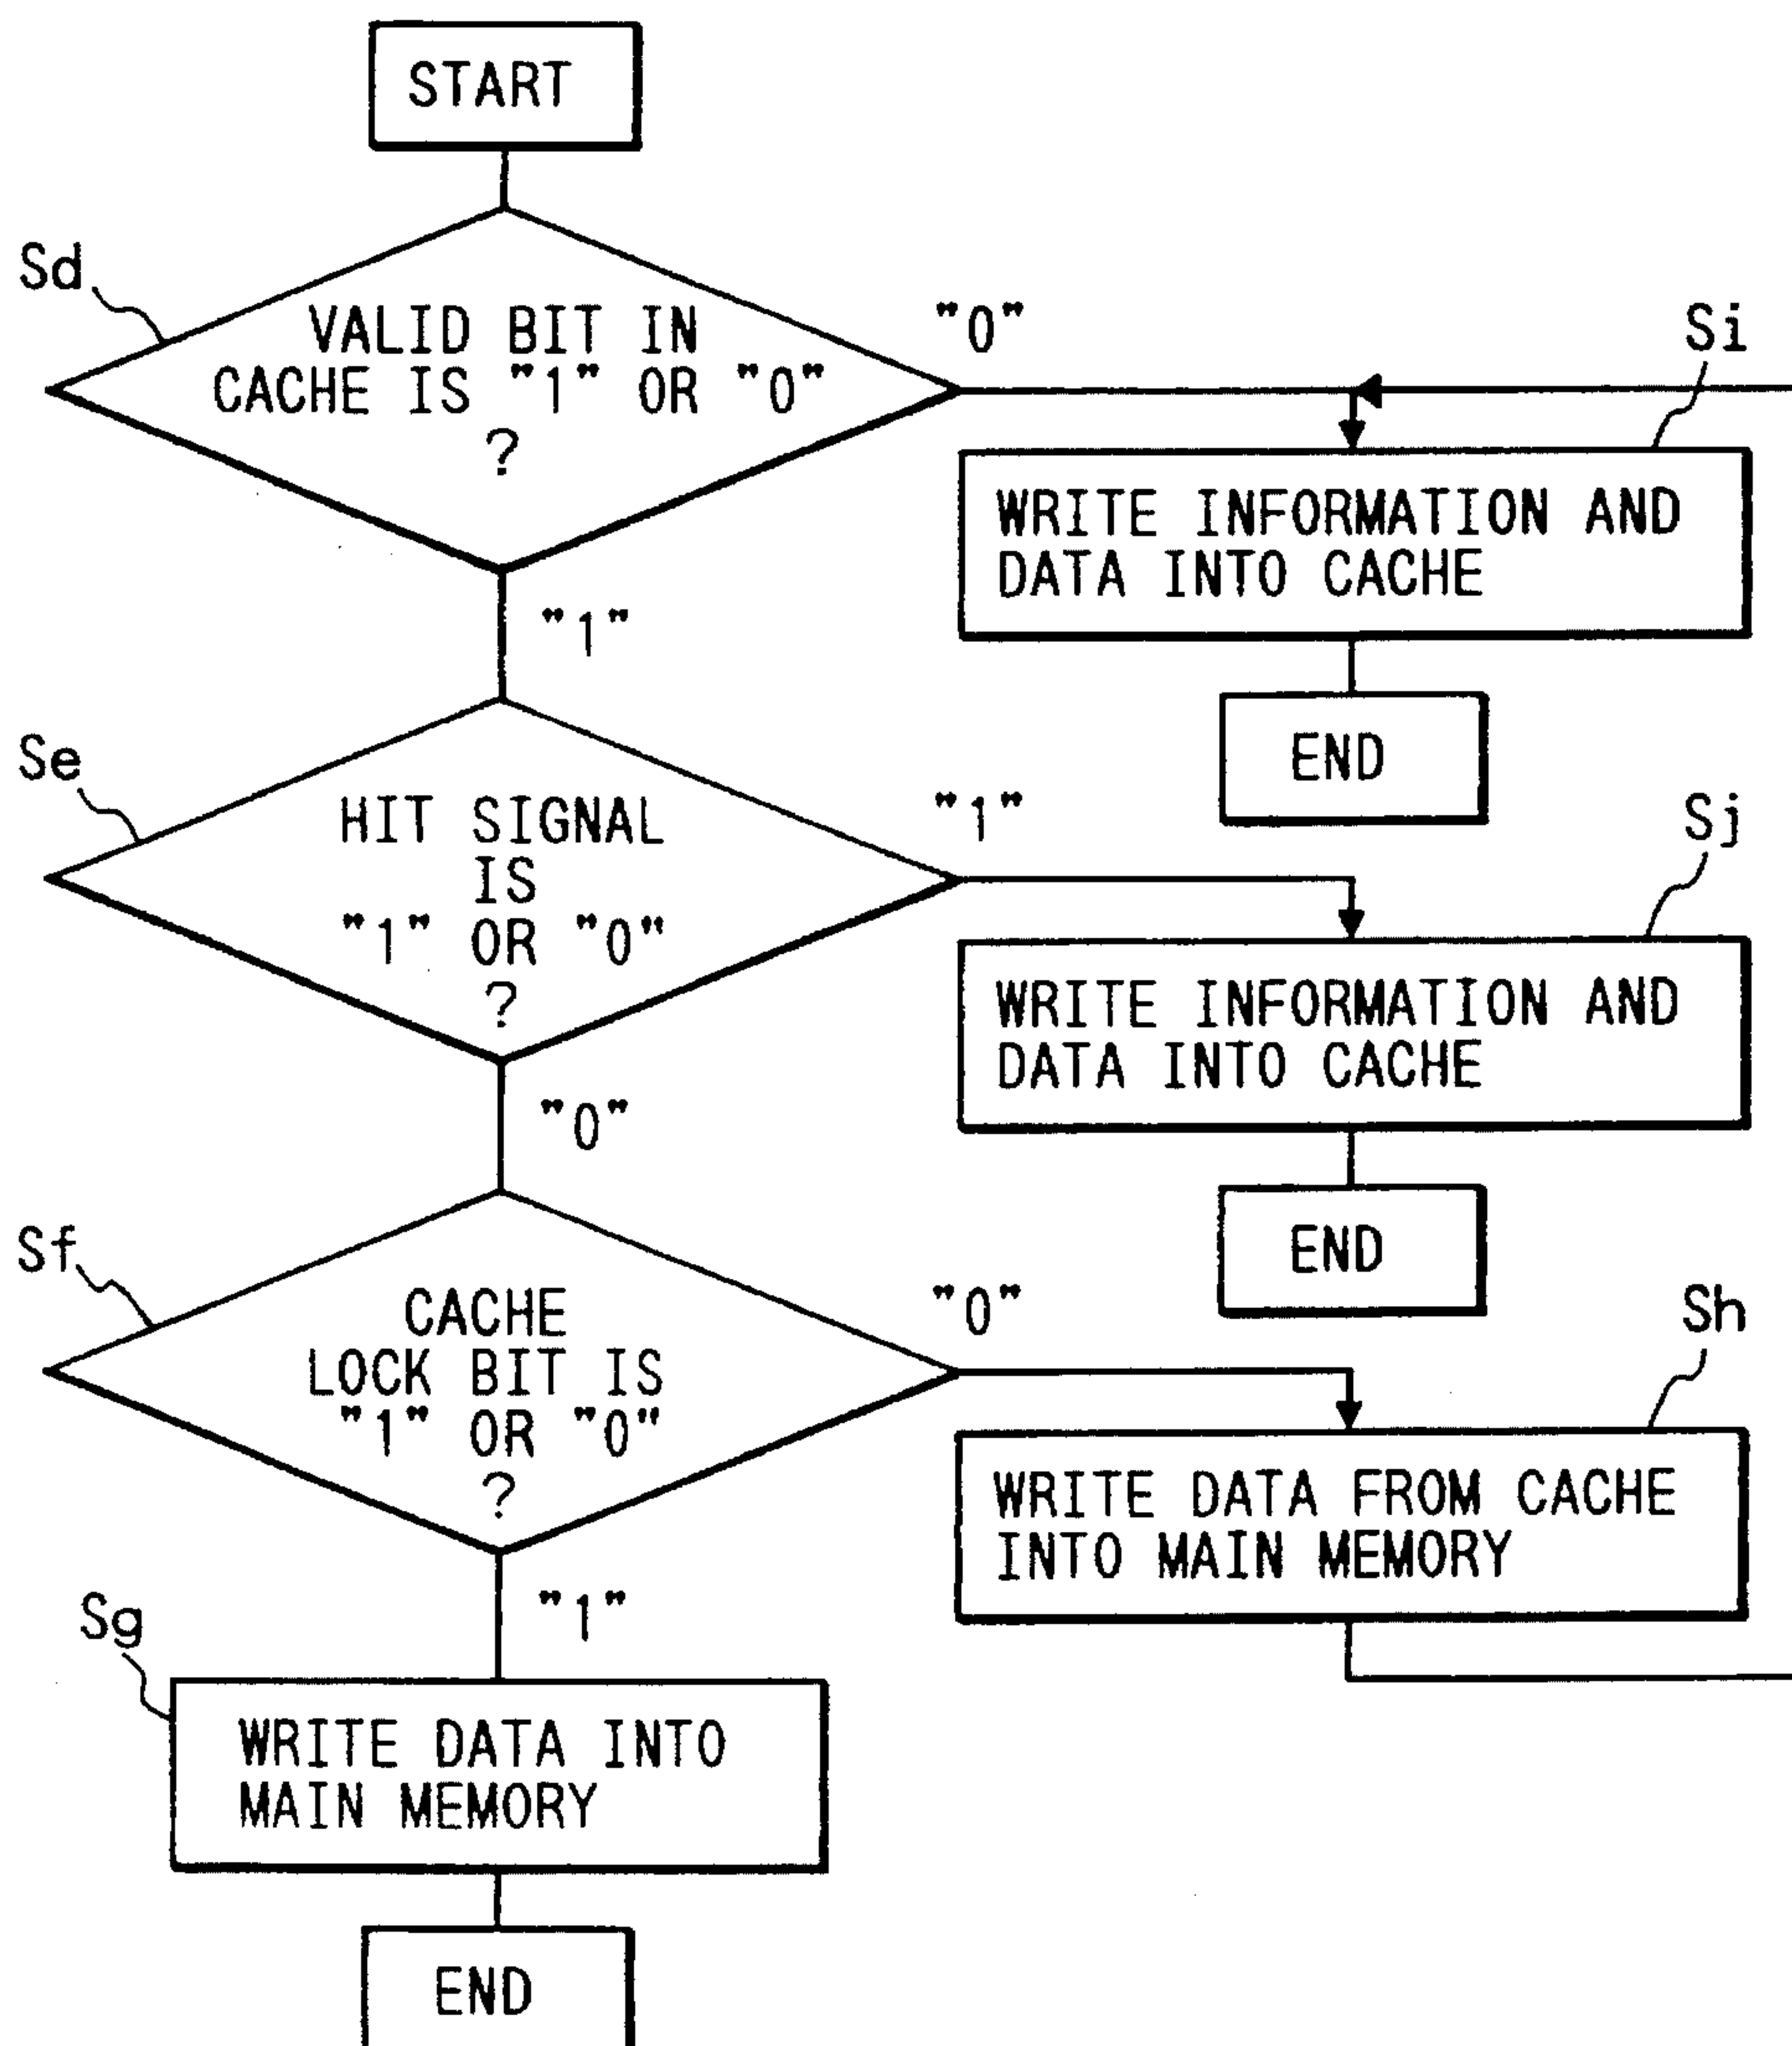 START
Sd
VALID BIT IN
CACHE IS "1" OR "0"
?
"0"
Si
WRITE INFORMATION AND
DATA INTO CACHE
END
"1"
Se
HIT SIGNAL
IS
"1" OR "0"
?
"1"
Sj
WRITE INFORMATION AND
DATA INTO CACHE
END
"0"
Sf
CACHE
LOCK BIT IS
"1" OR "0"
?
"0"
Sh
WRITE DATA FROM CACHE
INTO MAIN MEMORY
"1"
Sg
WRITE DATA INTO
MAIN MEMORY
END